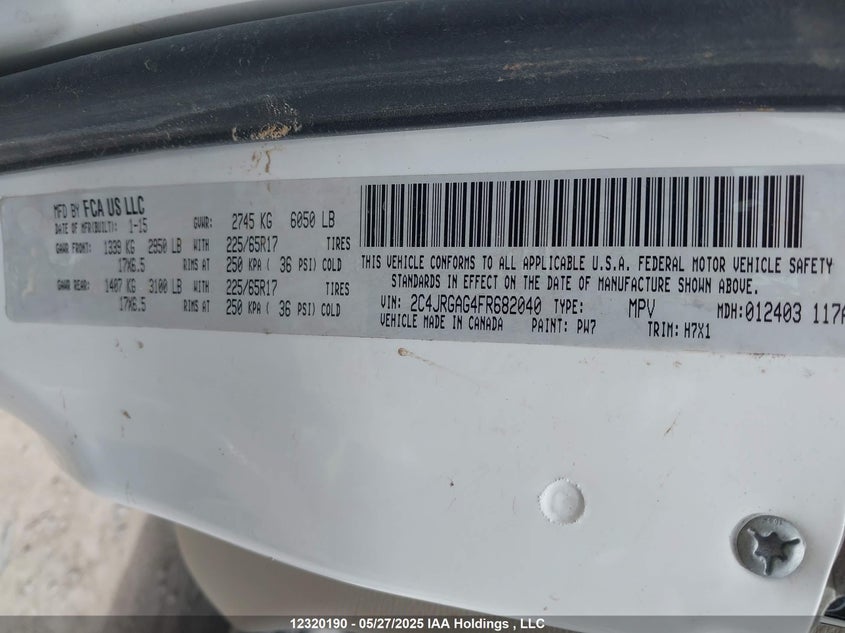 MFD BY FCA US LLC
DATE OF MFR(BUILT): 1-15 GVWR: 2745 KG 6050 LB
GAWR FRONT: 1339 KG 2950 LB WITH 225/65R17 TIRES
17X6.5 RIMS AT 250 KPA ( 36 PSI) COLD
GAWR REAR: 1407 KG 3100 LB WITH 225/65R17 TIRES
17X6.5 RIMS AT 250 KPA ( 36 PSI) COLD
THIS VEHICLE CONFORMS TO ALL APPLICABLE U.S.A. FEDERAL MOTOR VEHICLE SAFETY
STANDARDS IN EFFECT ON THE DATE OF MANUFACTURE SHOWN ABOVE.
VIN: 2C4JRGAG4FR682040 TYPE: MPV MDH:012403 117A
VEHICLE MADE IN CANADA PAINT: PW7 TRIM: H7X1
12320190 - 05/27/2025 IAA Holdings , LLC